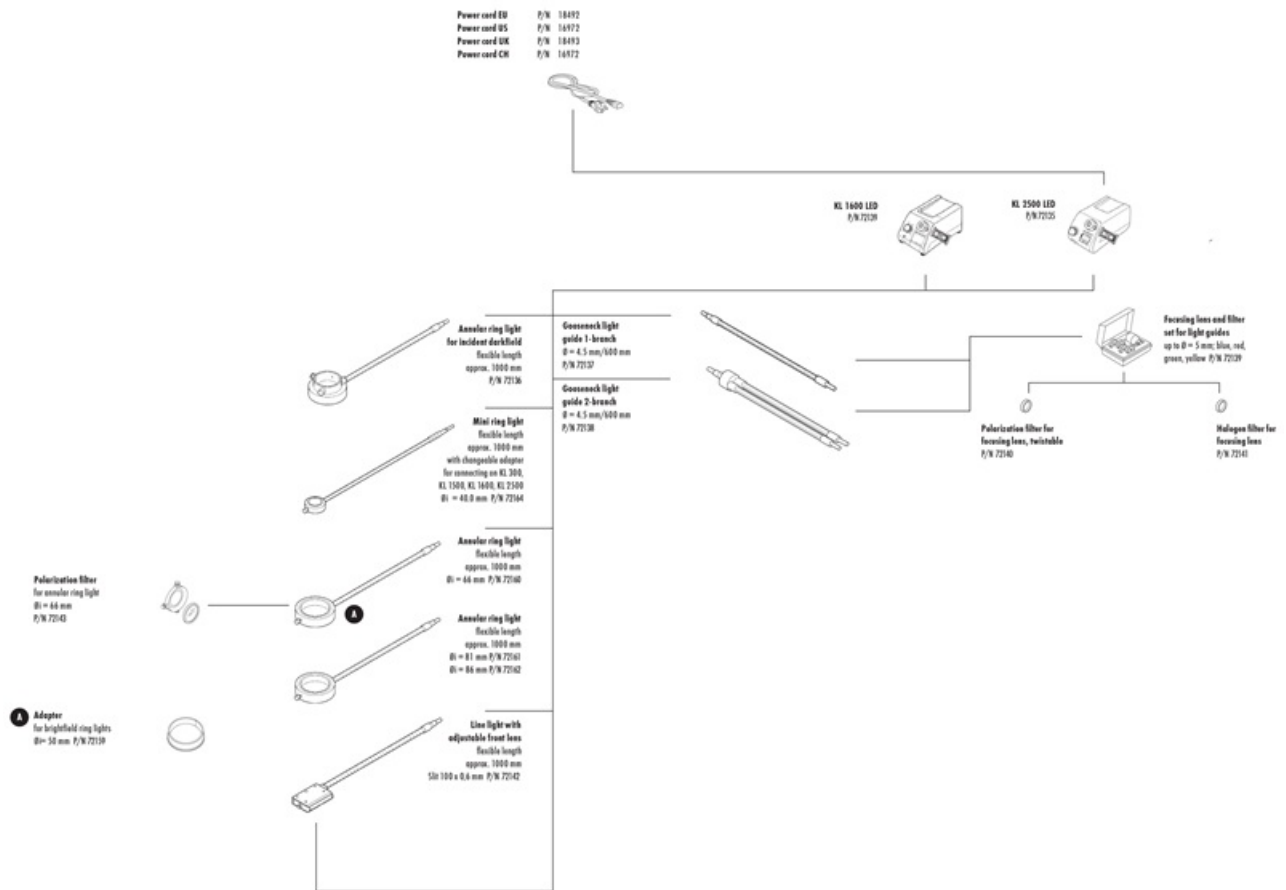 Power cord EU P/N 18492
Power cord US P/N 16972
Power cord UK P/N 18493
Power cord CH P/N 16972
KL 1600 LED
P/N 72139
KL 2500 LED
P/N 72135
Annular ring light
for incident darkfield
flexible length
approx. 1000 mm
P/N 72136
Gooseneck light
guide 1-branch
Ø = 4.5 mm/600 mm
P/N 72137
Gooseneck light
guide 2-branch
Ø = 4.5 mm/600 mm
P/N 72138
Focusing lens and filter
set for light guides
up to Ø = 5 mm; blue, red,
green, yellow P/N 72139
Polarization filter for
focusing lens, twistable
P/N 72140
Halogen filter for
focusing lens
P/N 72141
Mini ring light
flexible length
approx. 1000 mm
with changeable adapter
for connecting on KL 300,
KL 1500, KL 1600, KL 2500
Øi = 40.0 mm P/N 72164
Annular ring light
flexible length
approx. 1000 mm
Øi = 66 mm P/N 72160
Polarization filter
for annular ring light
Øi = 66 mm
P/N 72143
A
Annular ring light
flexible length
approx. 1000 mm
Øi = 81 mm P/N 72161
Øi = 86 mm P/N 72162
A Adapter
for brightfield ring lights
Øi= 50 mm P/N 72159
Line light with
adjustable front lens
flexible length
approx. 1000 mm
Slit 100 x 0,6 mm P/N 72142